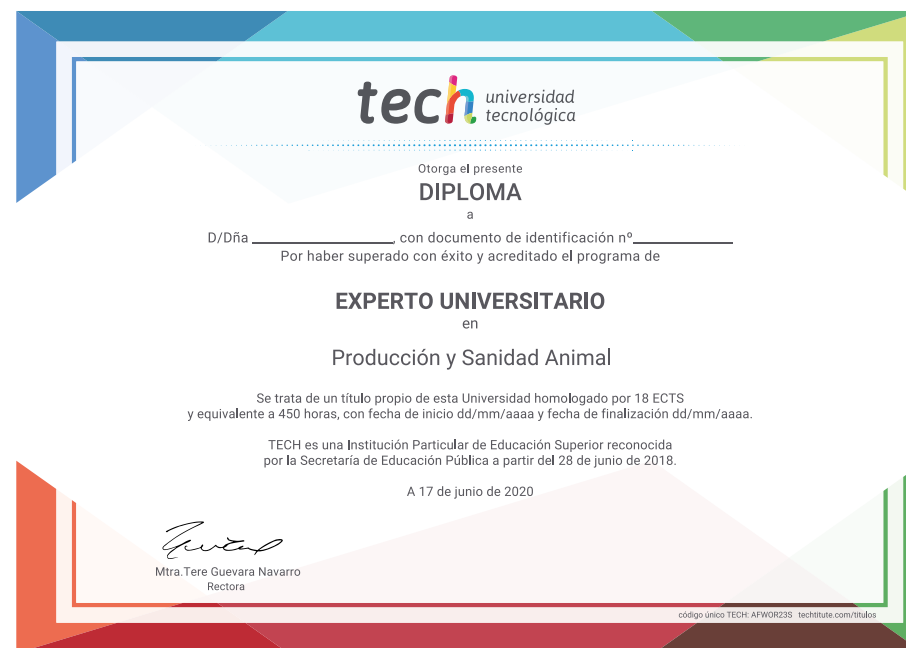 tech universidad
tecnológica
Otorga el presente
DIPLOMA
a
D/Dña ____________, con documento de identificación nº____________
Por haber superado con éxito y acreditado el programa de
EXPERTO UNIVERSITARIO
en
Producción y Sanidad Animal
Se trata de un título propio de esta Universidad homologado por 18 ECTS
y equivalente a 450 horas, con fecha de inicio dd/mm/aaaa y fecha de finalización dd/mm/aaaa.
TECH es una Institución Particular de Educación Superior reconocida
por la Secretaría de Educación Pública a partir del 28 de junio de 2018.
A 17 de junio de 2020
Mtra.Tere Guevara Navarro
Rectora
código único TECH: AFWOR23S techtitute.com/titulos